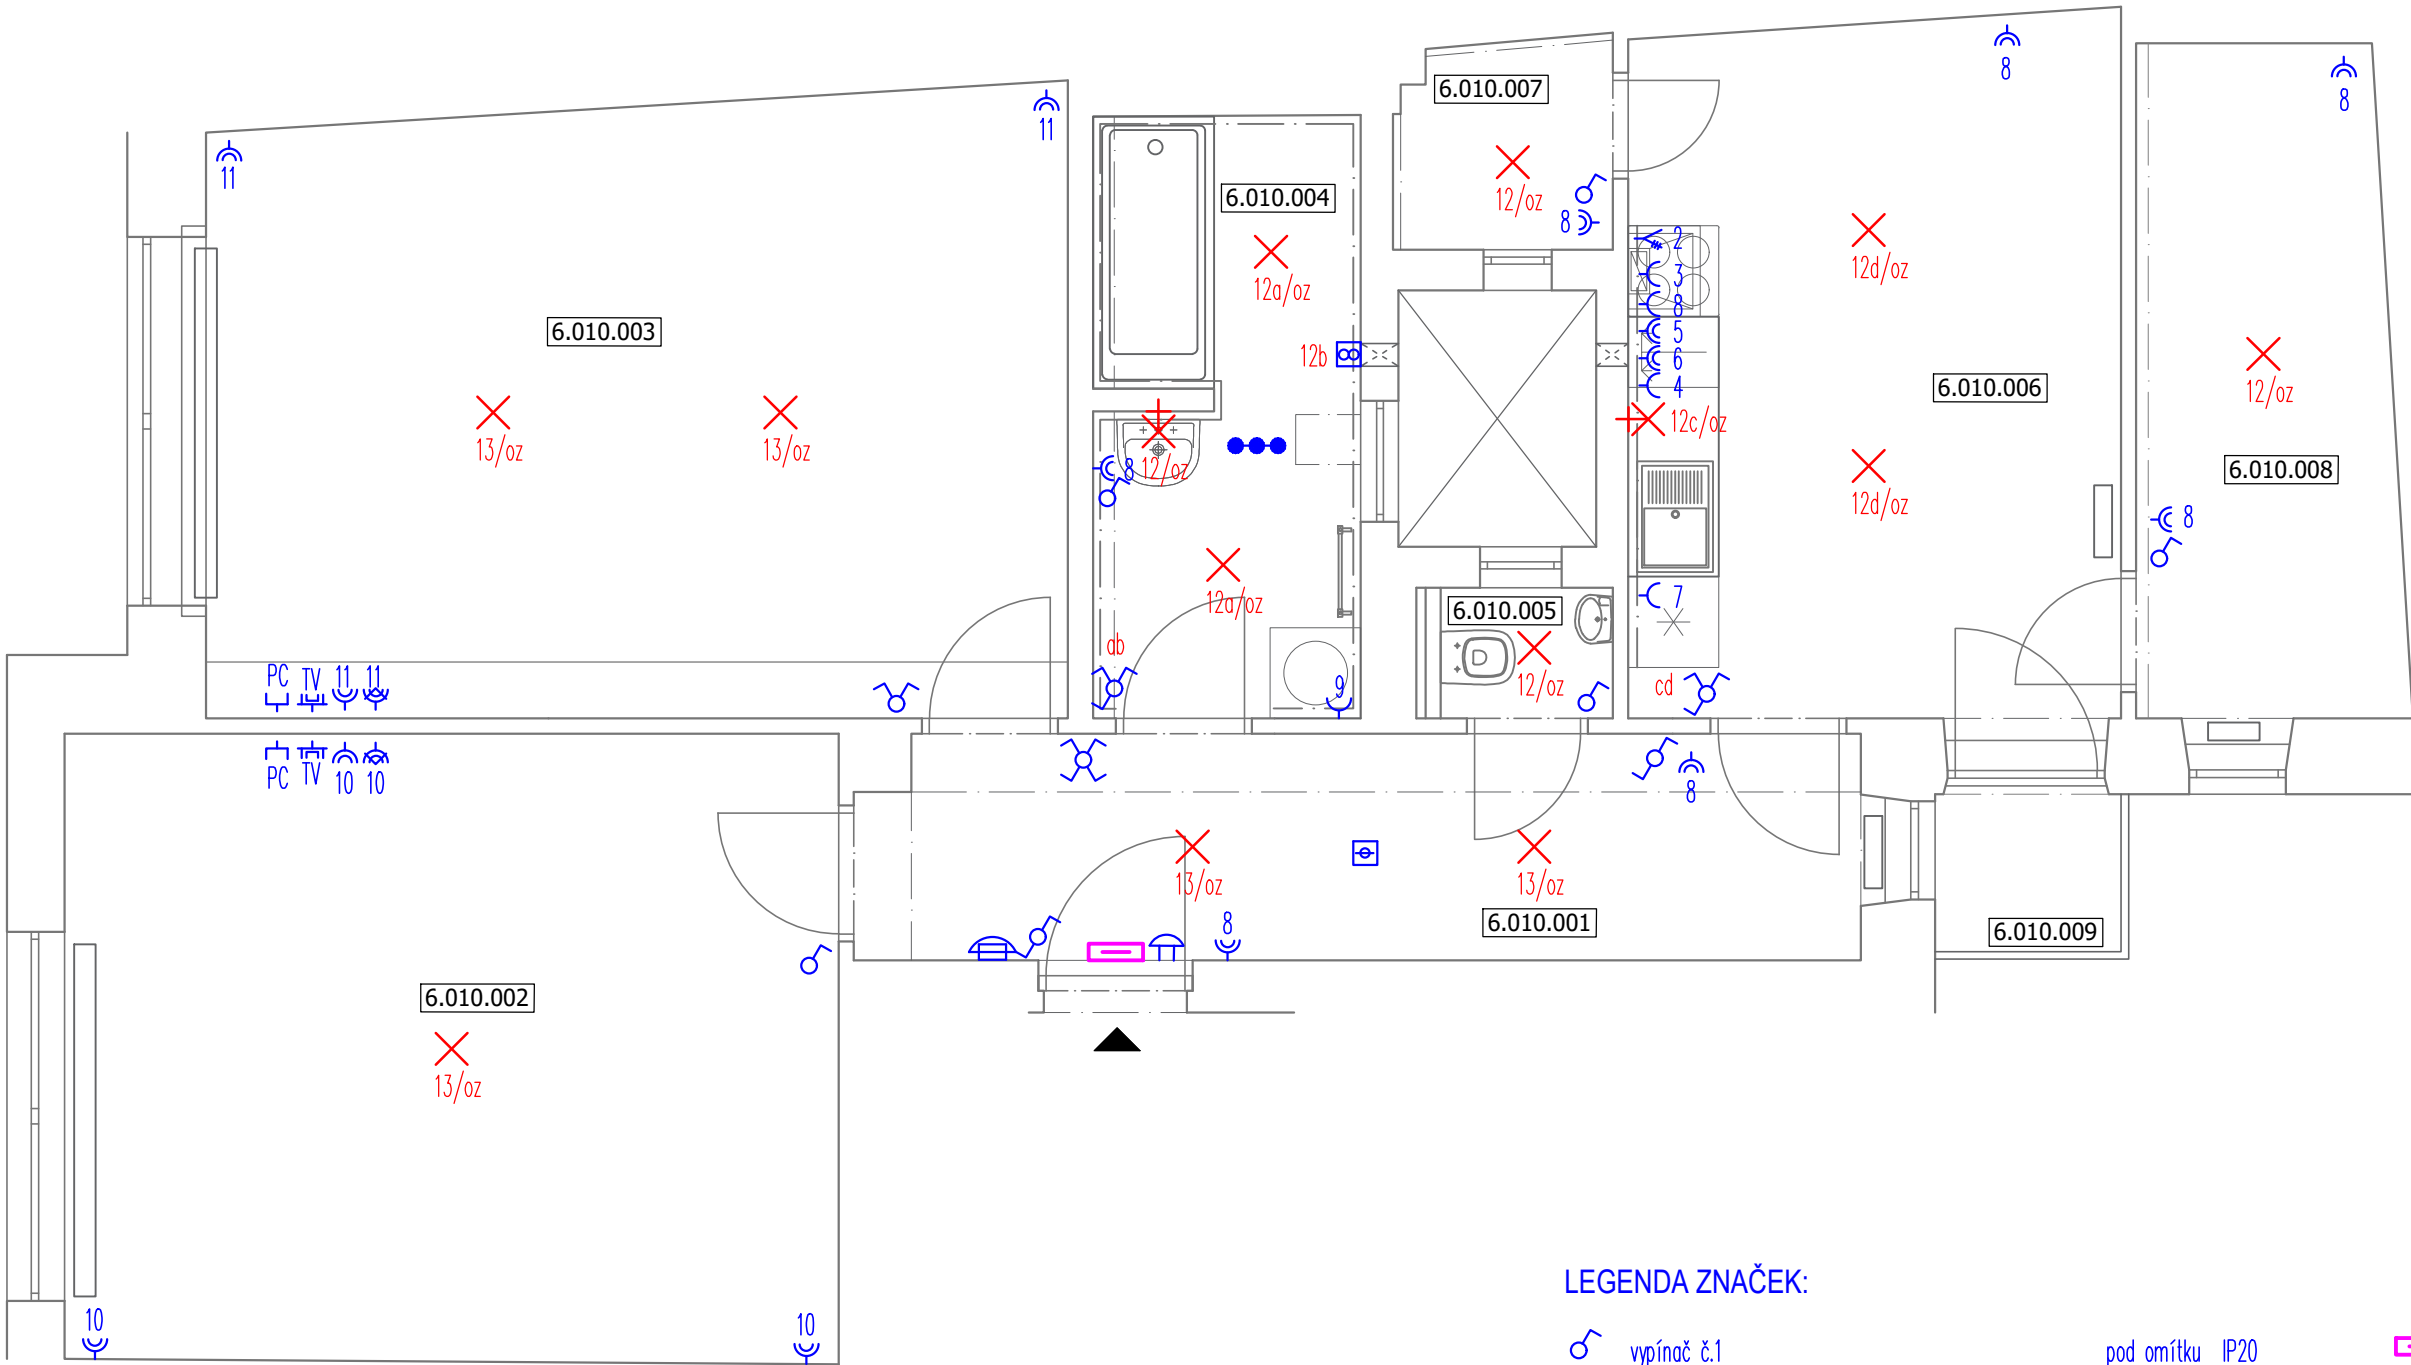 8
8
6.010.007
11
11
12/oz
6.010.004
8
2
12d/oz
12a/oz
3
8
6.010.003
5
12b
6
4
6.010.006
12/oz
13/oz
13/oz
12c/oz
8
12/oz
6.010.008
12d/oz
8
12a/oz
7
6.010.005
ab
PC
TV
11
11
9
12/oz
cd
PC
TV
10
10
8
13/oz
13/oz
8
6.010.001
6.010.009
6.010.002
13/oz
LEGENDA ZNAČEK:
10
10
vypínač č.1
pod omítku IP20